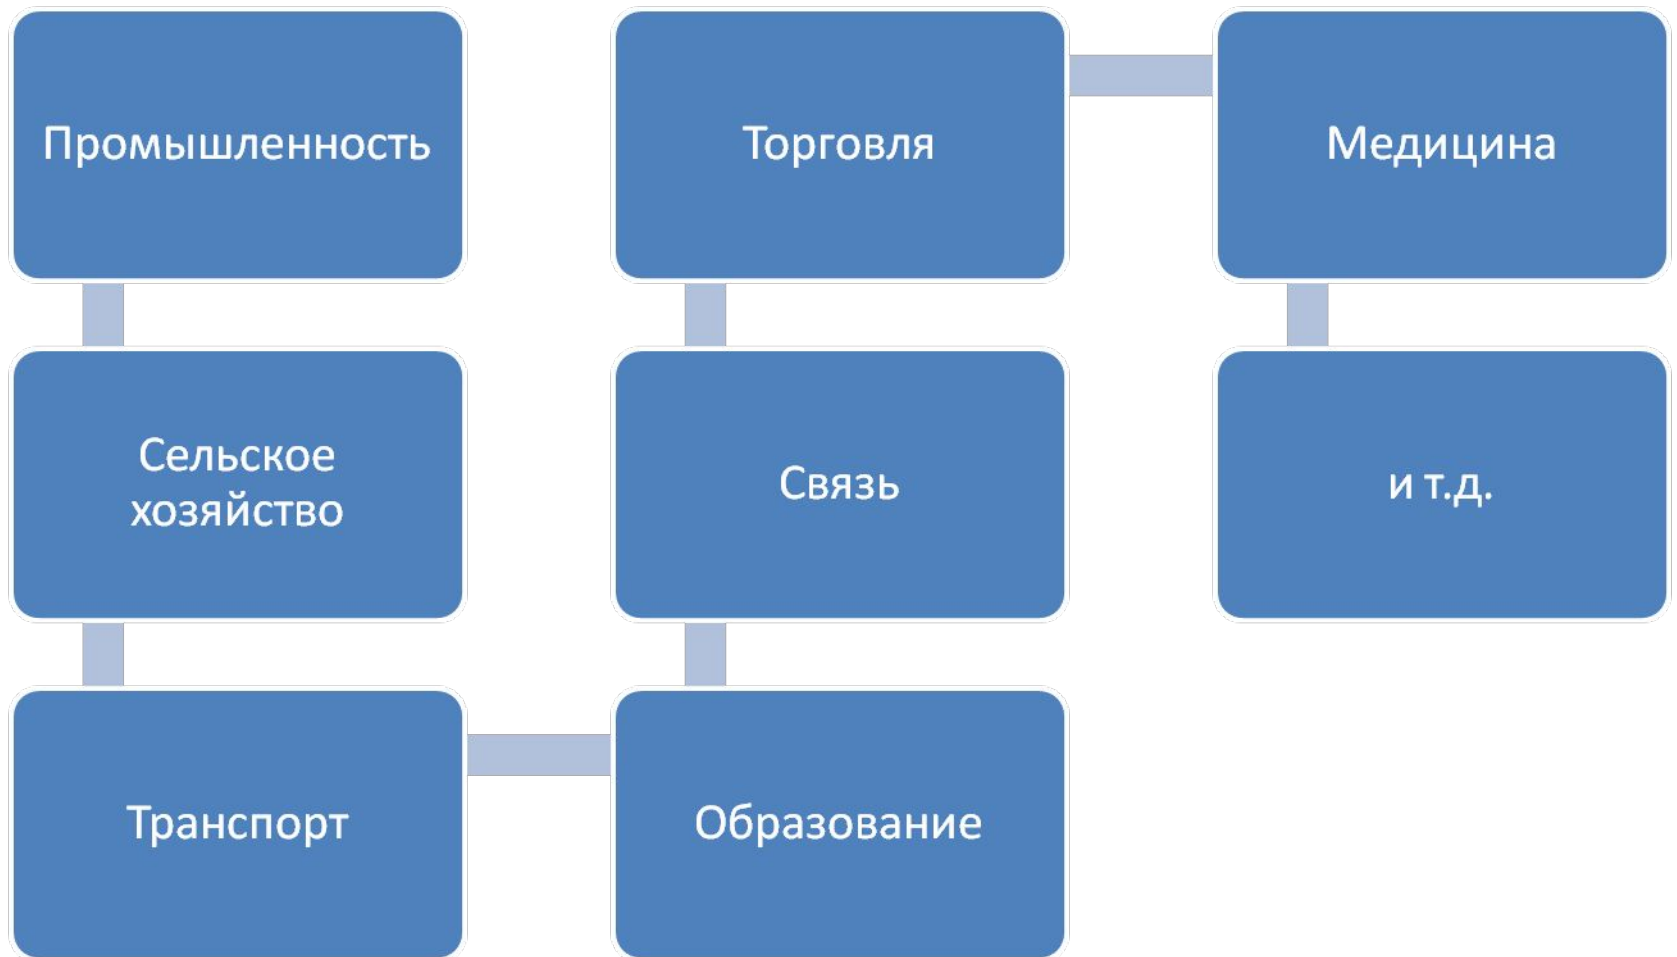 Промышленность
Сельское
хозяйство
Транспорт
Образование
Связь
Торговля
Медицина
и т.д.